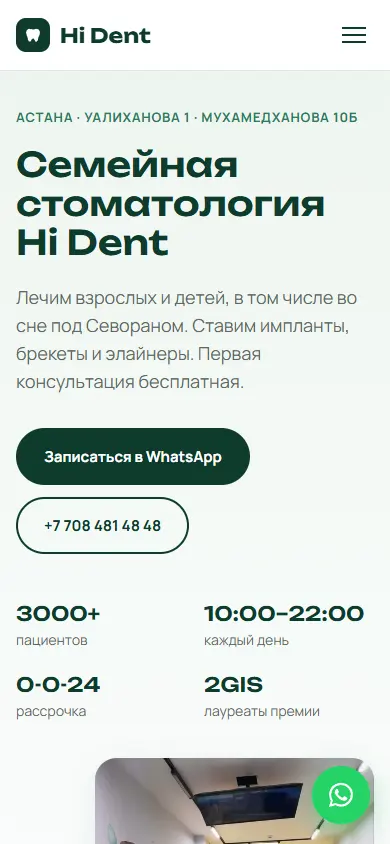 Hi Dent
АСТАНА · УАЛИХАНОВА 1 · МУХАМЕДХАНОВА 10Б
Семейная
стоматология
Hi Dent
Лечим взрослых и детей, в том числе во
сне под Севораном. Ставим импланты,
брекеты и элайнеры. Первая
консультация бесплатная.
Записаться в WhatsApp
+7 708 481 48 48
3000+
пациентов
10:00–22:00
каждый день
0-0-24
рассрочка
2GIS
лауреаты премии